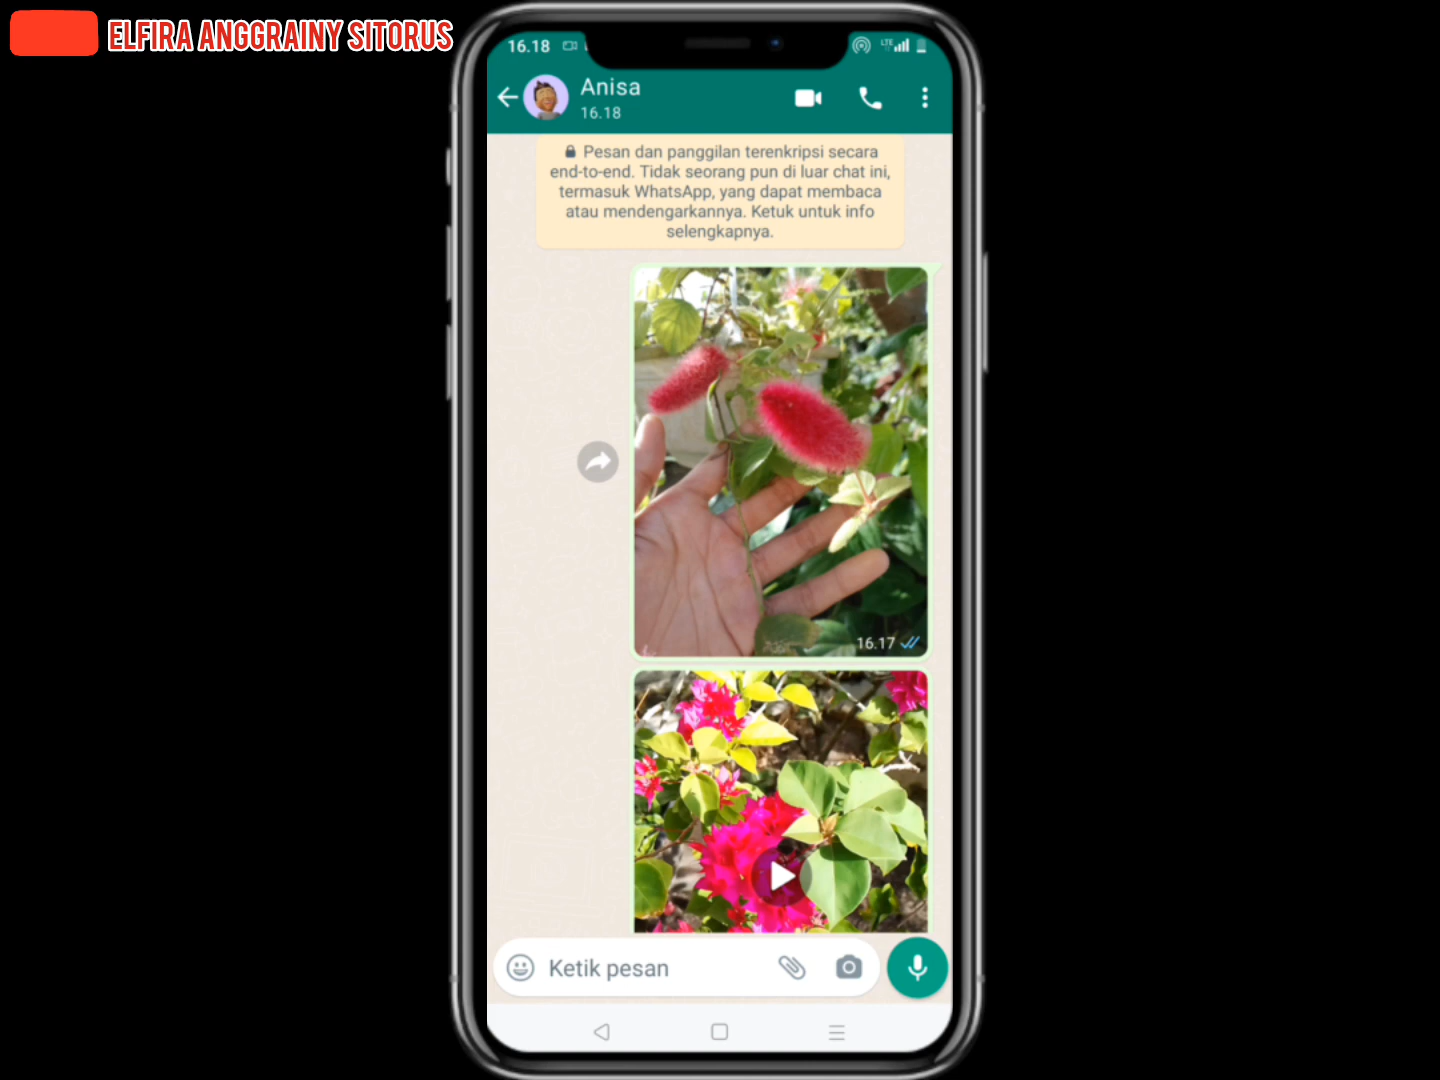 ELFIRA ANGGRAINY SITORUS
16.18
LTE
Anisa
16.18
Pesan dan panggilan terenkripsi secara
end-to-end. Tidak seorang pun di luar chat ini,
termasuk WhatsApp, yang dapat membaca
atau mendengarkannya. Ketuk untuk info
selengkapnya.
16.17
Ketik pesan